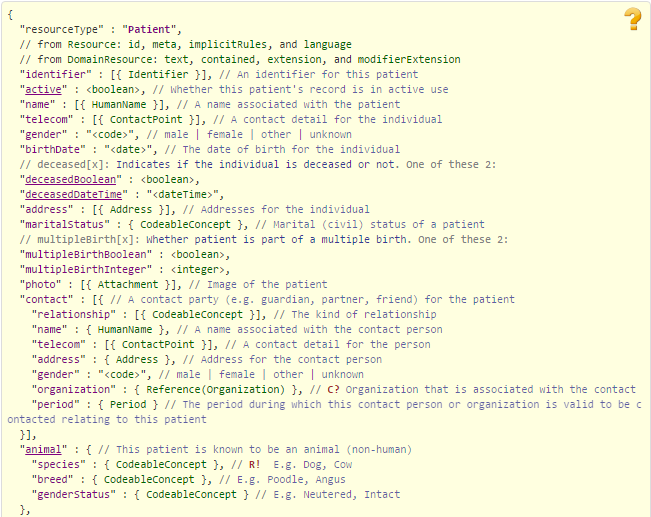 {
  "resourceType" : "Patient",
  // from Resource: id, meta, implicitRules, and language
  // from DomainResource: text, contained, extension, and modifierExtension
  "identifier" : [{ Identifier }], // An identifier for this patient
  "active" : <boolean>, // Whether this patient's record is in active use
  "name" : [{ HumanName }], // A name associated with the patient
  "telecom" : [{ ContactPoint }], // A contact detail for the individual
  "gender" : "<code>", // male | female | other | unknown
  "birthDate" : "<date>", // The date of birth for the individual
  // deceased[x]: Indicates if the individual is deceased or not. One of these 2:
  "deceasedBoolean" : <boolean>,
  "deceasedDateTime" : "<dateTime>",
  "address" : [{ Address }], // Addresses for the individual
  "maritalStatus" : { CodeableConcept }, // Marital (civil) status of a patient
  // multipleBirth[x]: Whether patient is part of a multiple birth. One of these 2:
  "multipleBirthBoolean" : <boolean>,
  "multipleBirthInteger" : <integer>,
  "photo" : [{ Attachment }], // Image of the patient
  "contact" : [{ // A contact party (e.g. guardian, partner, friend) for the patient
    "relationship" : [{ CodeableConcept }], // The kind of relationship
    "name" : { HumanName }, // A name associated with the contact person
    "telecom" : [{ ContactPoint }], // A contact detail for the person
    "address" : { Address }, // Address for the contact person
    "gender" : "<code>", // male | female | other | unknown
    "organization" : { Reference(Organization) }, // C? Organization that is associated with the contact
    "period" : { Period } // The period during which this contact person or organization is valid to be c
ontacted relating to this patient
  }],
  "animal" : { // This patient is known to be an animal (non-human)
    "species" : { CodeableConcept }, // R!  E.g. Dog, Cow
    "breed" : { CodeableConcept }, // E.g. Poodle, Angus
    "genderStatus" : { CodeableConcept } // E.g. Neutered, Intact
  },